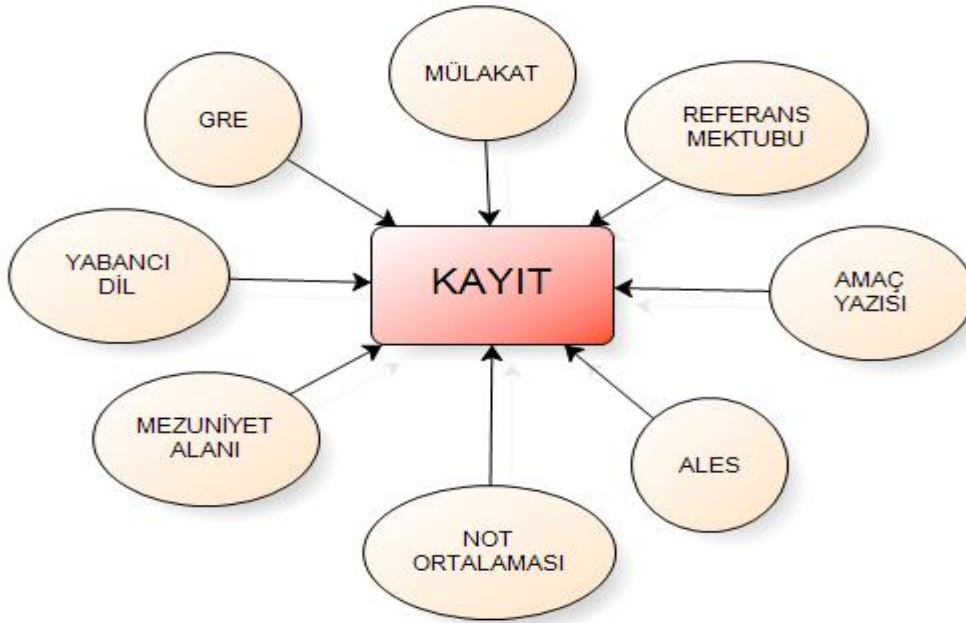 MÜLAKAT
GRE
REFERANS
MEKTUBU
YABANCI
DİL
KAYIT
AMAÇ
YAZISI
MEZUNİYET
ALANI
ALES
NOT
ORTALAMASI